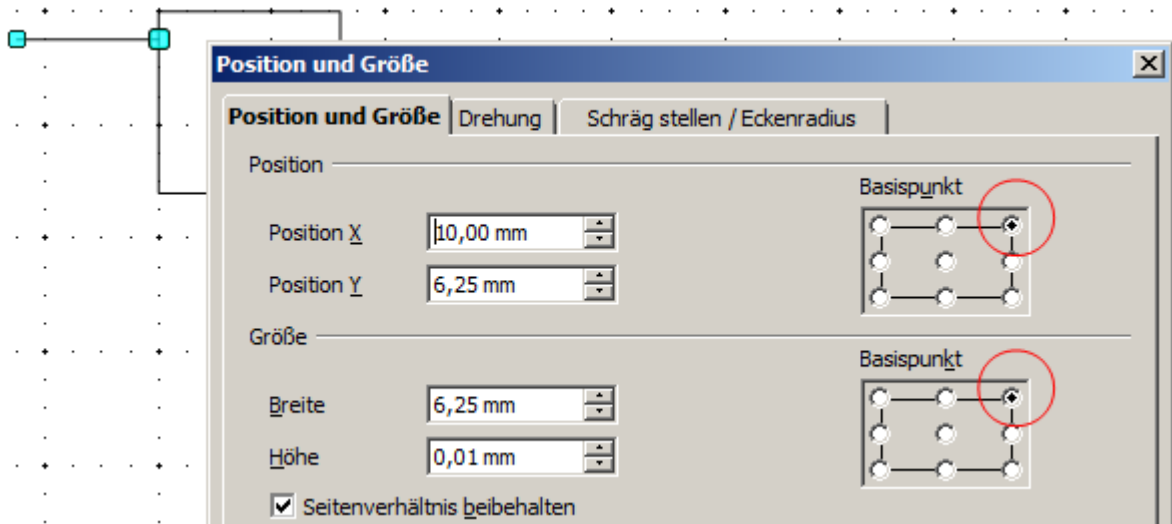 Position und Größe
Position und Größe Drehung Schräg stellen / Eckenradius
Position
Basispunkt
Position X 10,00 mm
Position Y 6,25 mm
Größe
Basispunkt
Breite 6,25 mm
Höhe 0,01 mm
Seitenverhältnis beibehalten